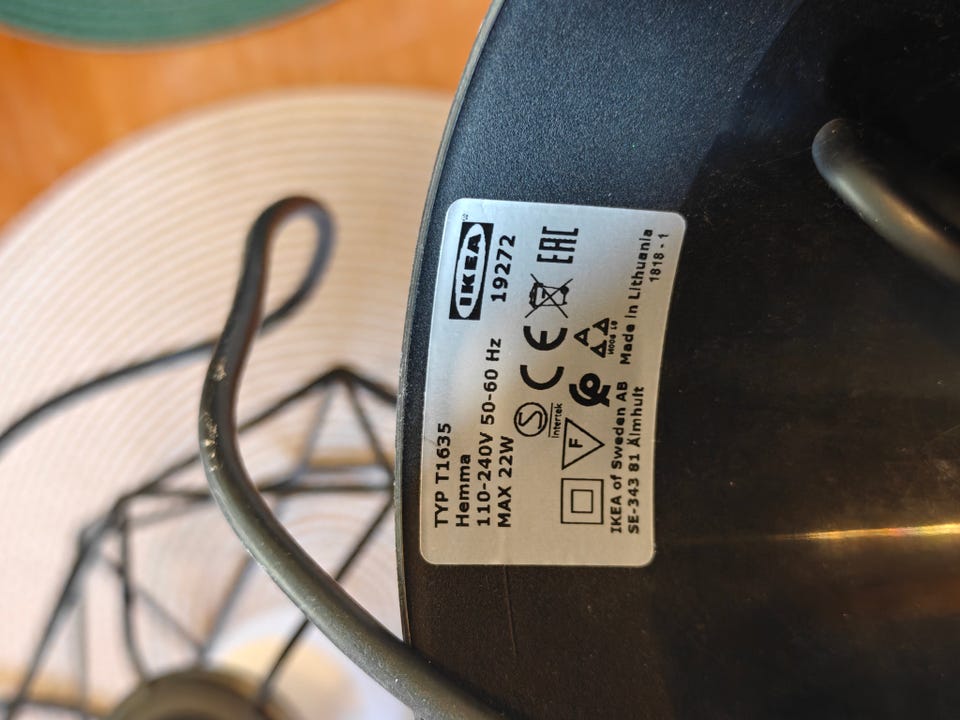 IKEA
TYP T1635
Hemma
110-240V 50-60 Hz
MAX 22W
19272
S
Intertek
CE
EAC
F
IKEA of Sweden AB
SE-343 81 Älmhult
Made in Lithuania
1818 - 1